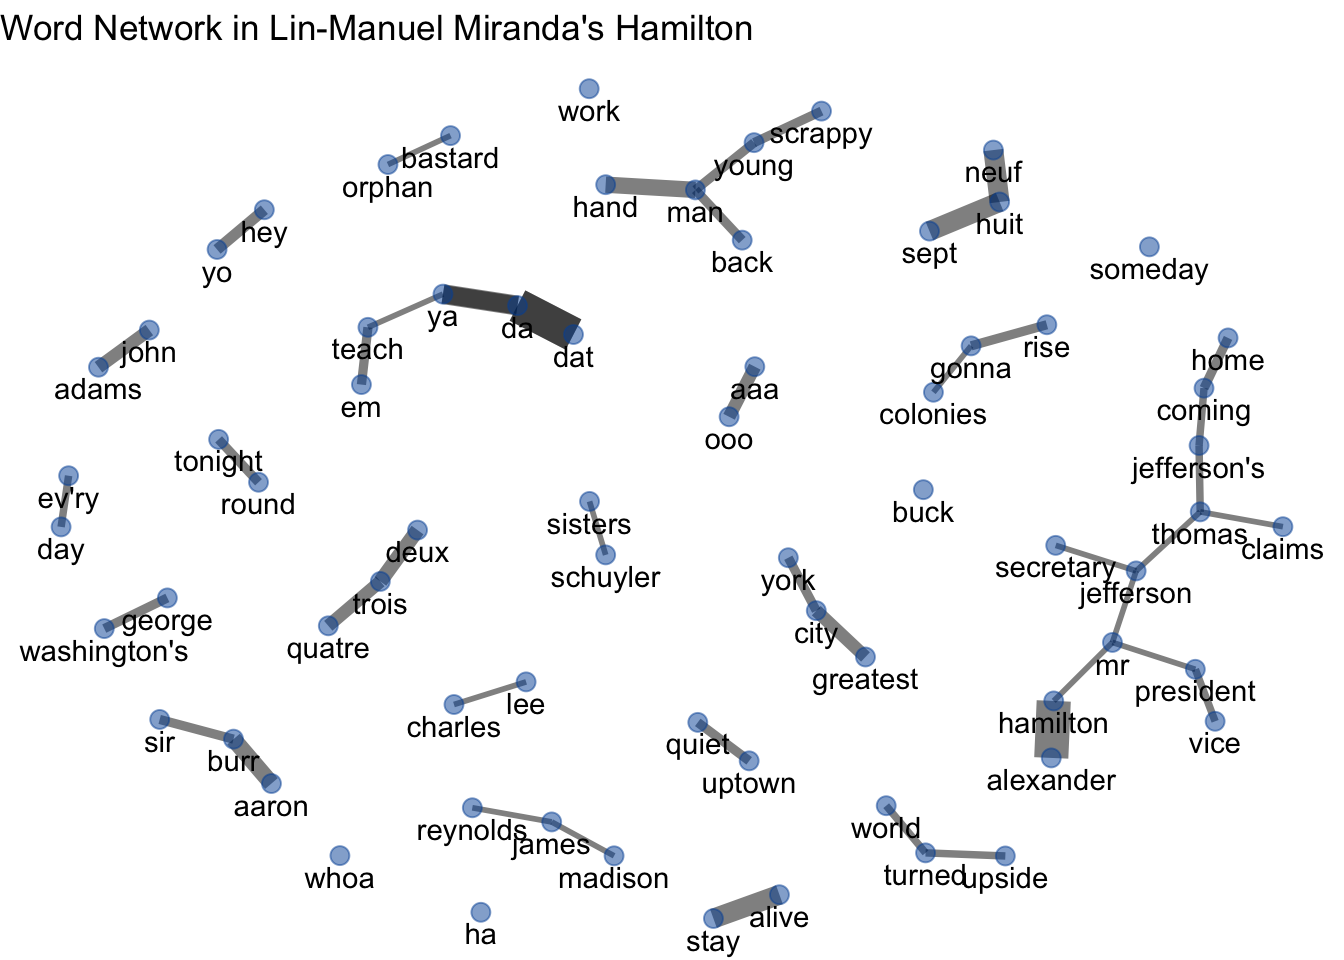 Word Network in Lin-Manuel Miranda's Hamilton
work
scrappy
bastard
young
neuf
orphan
hand
man
huit
hey
sept
back
yo
someday
ya
da
teach
dat
rise
john
home
gonna
adams
aaa
em
coming
colonies
ooo
tonight
jefferson's
ev'ry
round
buck
sisters
thomas
day
deux
claims
secretary
schuyler
york
jefferson
trois
george
city
quatre
washington's
mr
greatest
president
lee
hamilton
charles
sir
quiet
vice
burr
alexander
uptown
aaron
world
reynolds
james
whoa
madison
turned
upside
alive
ha
stay